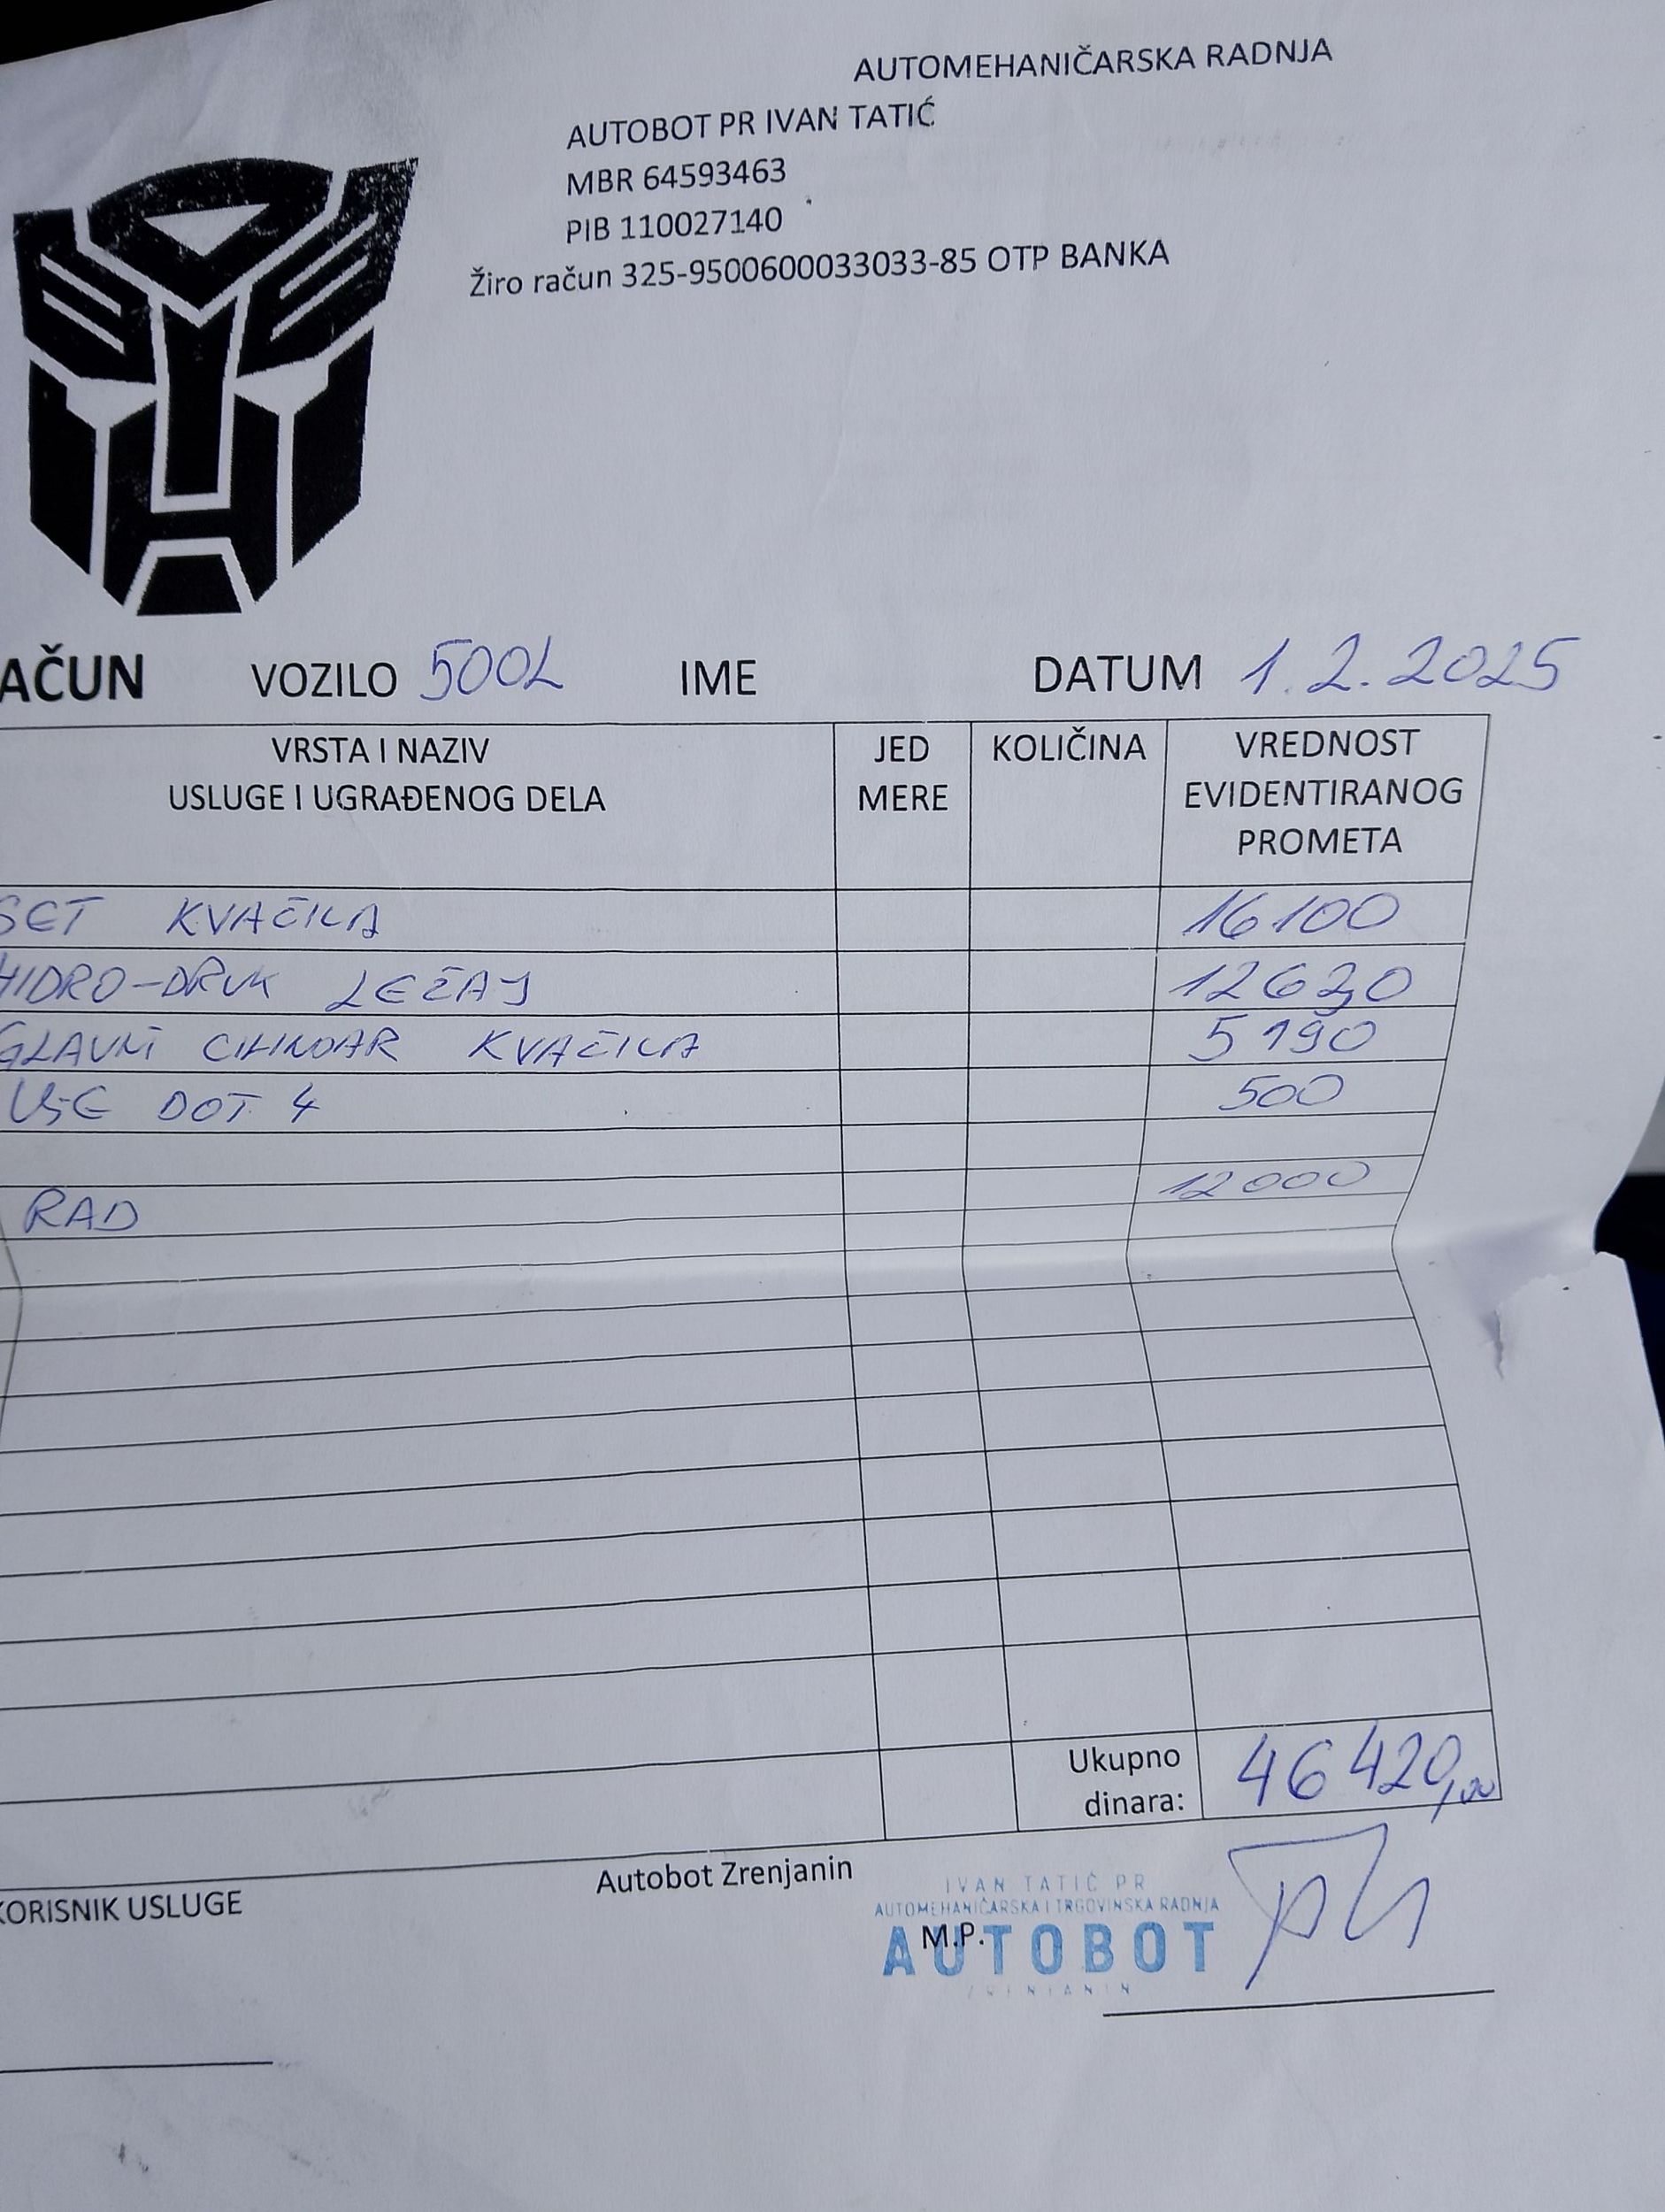 AUTOMEHANIČARSKA RADNJA
AUTOBOT PR IVAN TATIĆ
MBR 64593463
PIB 110027140
Žiro račun 325-9500600033033-85 OTP BANKA
AČUN VOZILO 500L IME DATUM 1.2.2025
VRSTA I NAZIV USLUGE I UGRAĐENOG DELA JED MERE KOLIČINA VREDNOST EVIDENTIRANOG PROMETA
SET KVAČILA 16100
HIDRO-DRUK LEŽAJ 12630
GLAVNI CILINDAR KVAČILA 5190
ULJE DOT 4 500
RAD 12000
Ukupno dinara: 46420,00
Autobot Zrenjanin
KORISNIK USLUGE
IVAN TATIĆ PR
AUTOMEHANIČARSKA I TRGOVINSKA RADNJA
M.P.
AUTOBOT
ZRENJANIN